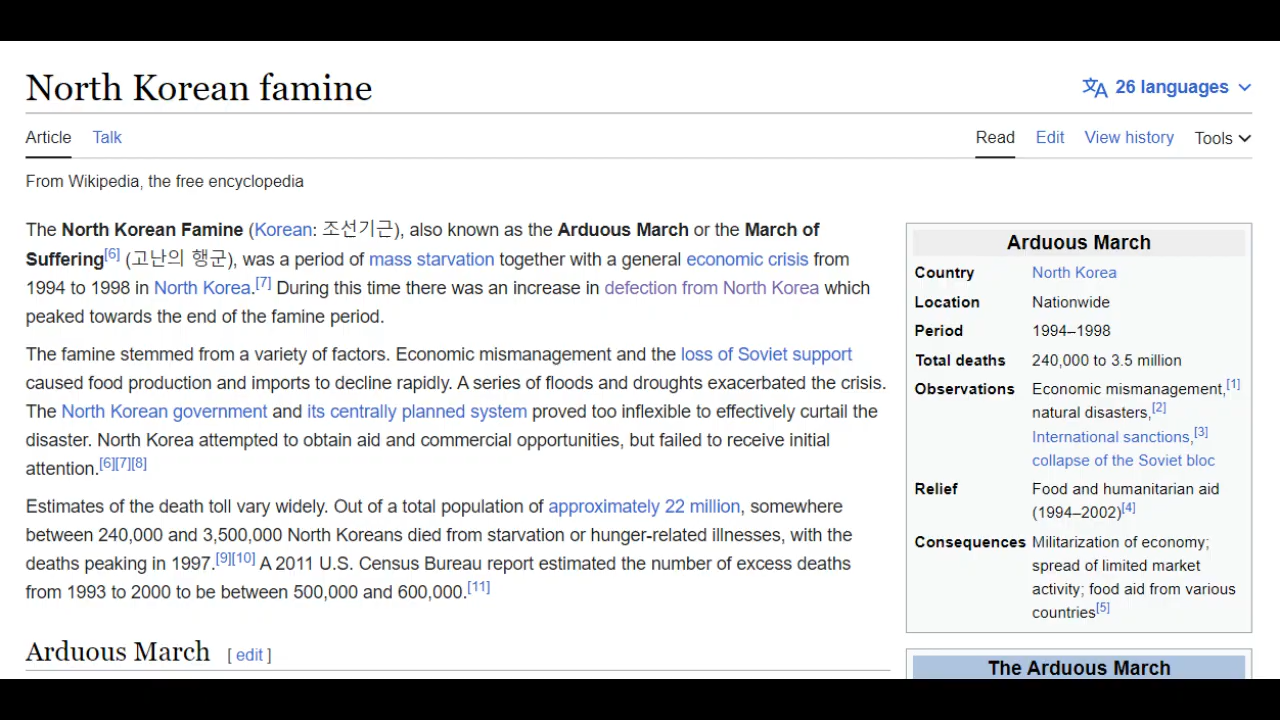 North Korean famine
26 languages
Article Talk
Read Edit View history Tools
From Wikipedia, the free encyclopedia
The North Korean Famine (Korean: 조선기근), also known as the Arduous March or the March of
Suffering[6] (고난의 행군), was a period of mass starvation together with a general economic crisis from
1994 to 1998 in North Korea.[7] During this time there was an increase in defection from North Korea which
peaked towards the end of the famine period.
The famine stemmed from a variety of factors. Economic mismanagement and the loss of Soviet support
caused food production and imports to decline rapidly. A series of floods and droughts exacerbated the crisis.
The North Korean government and its centrally planned system proved too inflexible to effectively curtail the
disaster. North Korea attempted to obtain aid and commercial opportunities, but failed to receive initial
attention.[6][7][8]
Estimates of the death toll vary widely. Out of a total population of approximately 22 million, somewhere
between 240,000 and 3,500,000 North Koreans died from starvation or hunger-related illnesses, with the
deaths peaking in 1997.[9][10] A 2011 U.S. Census Bureau report estimated the number of excess deaths
from 1993 to 2000 to be between 500,000 and 600,000.[11]
Arduous March [ edit ]
Arduous March
Country North Korea
Location Nationwide
Period 1994–1998
Total deaths 240,000 to 3.5 million
Observations Economic mismanagement,[1]
natural disasters,[2]
International sanctions,[3]
collapse of the Soviet bloc
Relief Food and humanitarian aid
(1994–2002)[4]
Consequences Militarization of economy;
spread of limited market
activity; food aid from various
countries[5]
The Arduous March